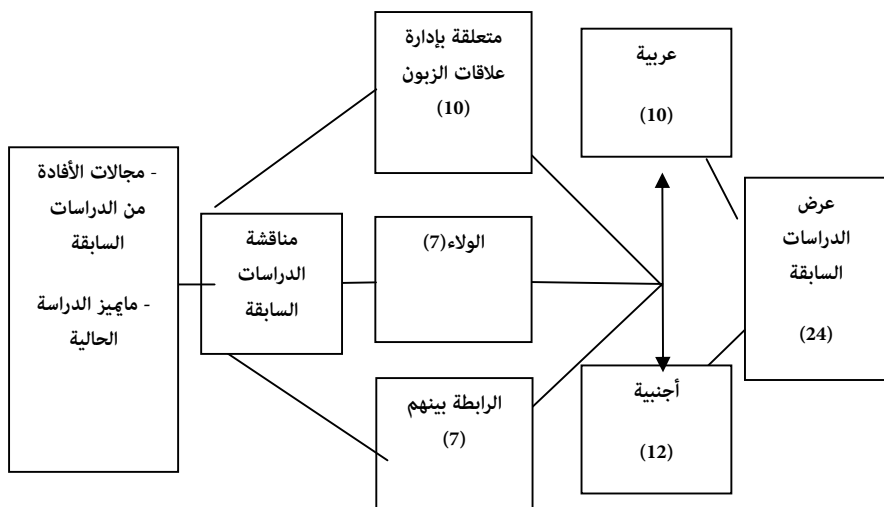 عرض
الدراسات
السابقة
(24)
عربية
(10)
أجنبية
(12)
متعلقة بإدارة
علاقات الزبون
(10)
الولاء(7)
الرابطة بينهم
(7)
مناقشة
الدراسات
السابقة
- مجالات الأفادة
من الدراسات
السابقة
- مايميز الدراسة
الحالية